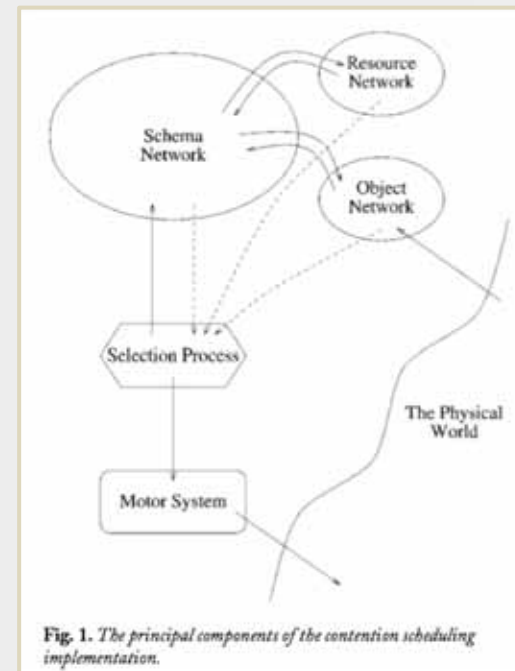 Resource
Network
Schema
Network
Object
Network
Selection Process
The Physical
World
Motor System
Fig. 1. The principal components of the contention scheduling
implementation.